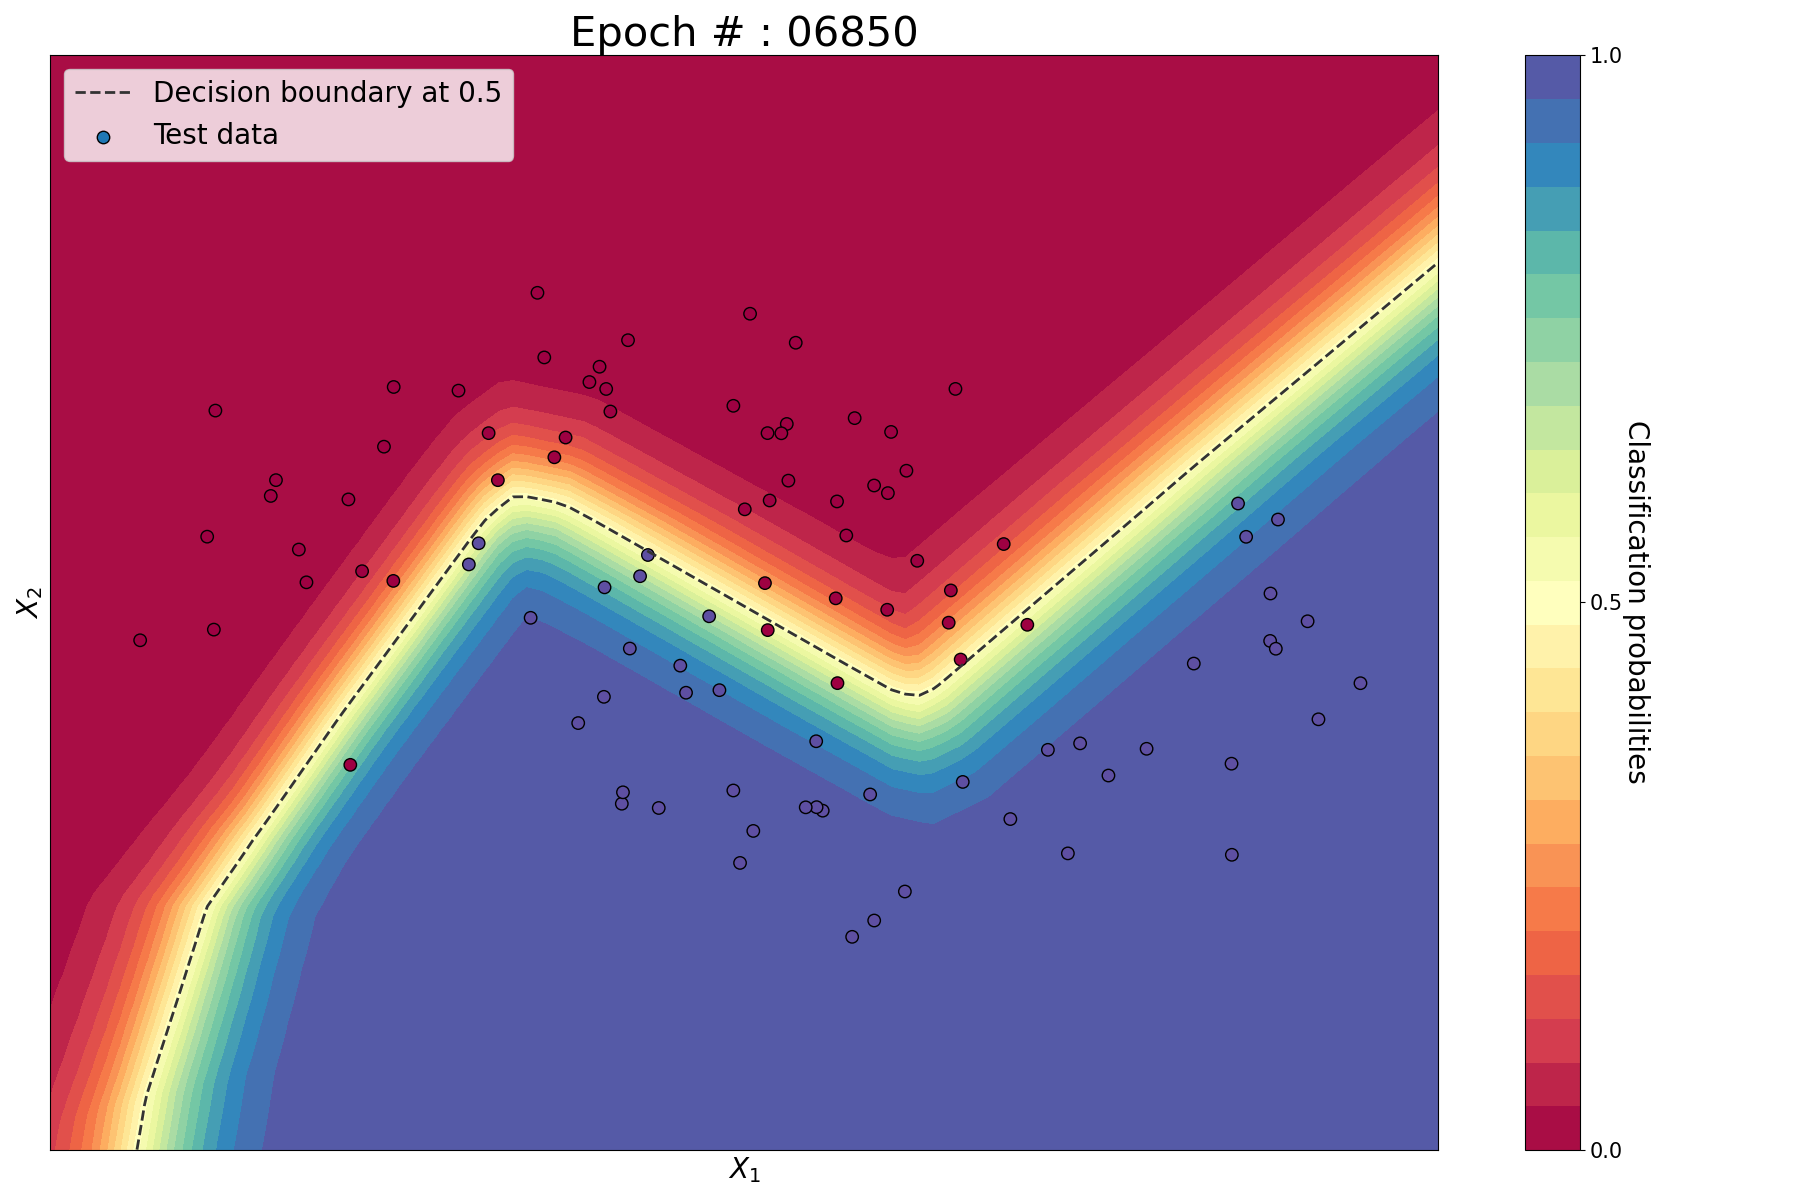 Epoch # : 06850
Decision boundary at 0.5
Test data
X₂
X₁
1.0
0.5
0.0
Classification probabilities